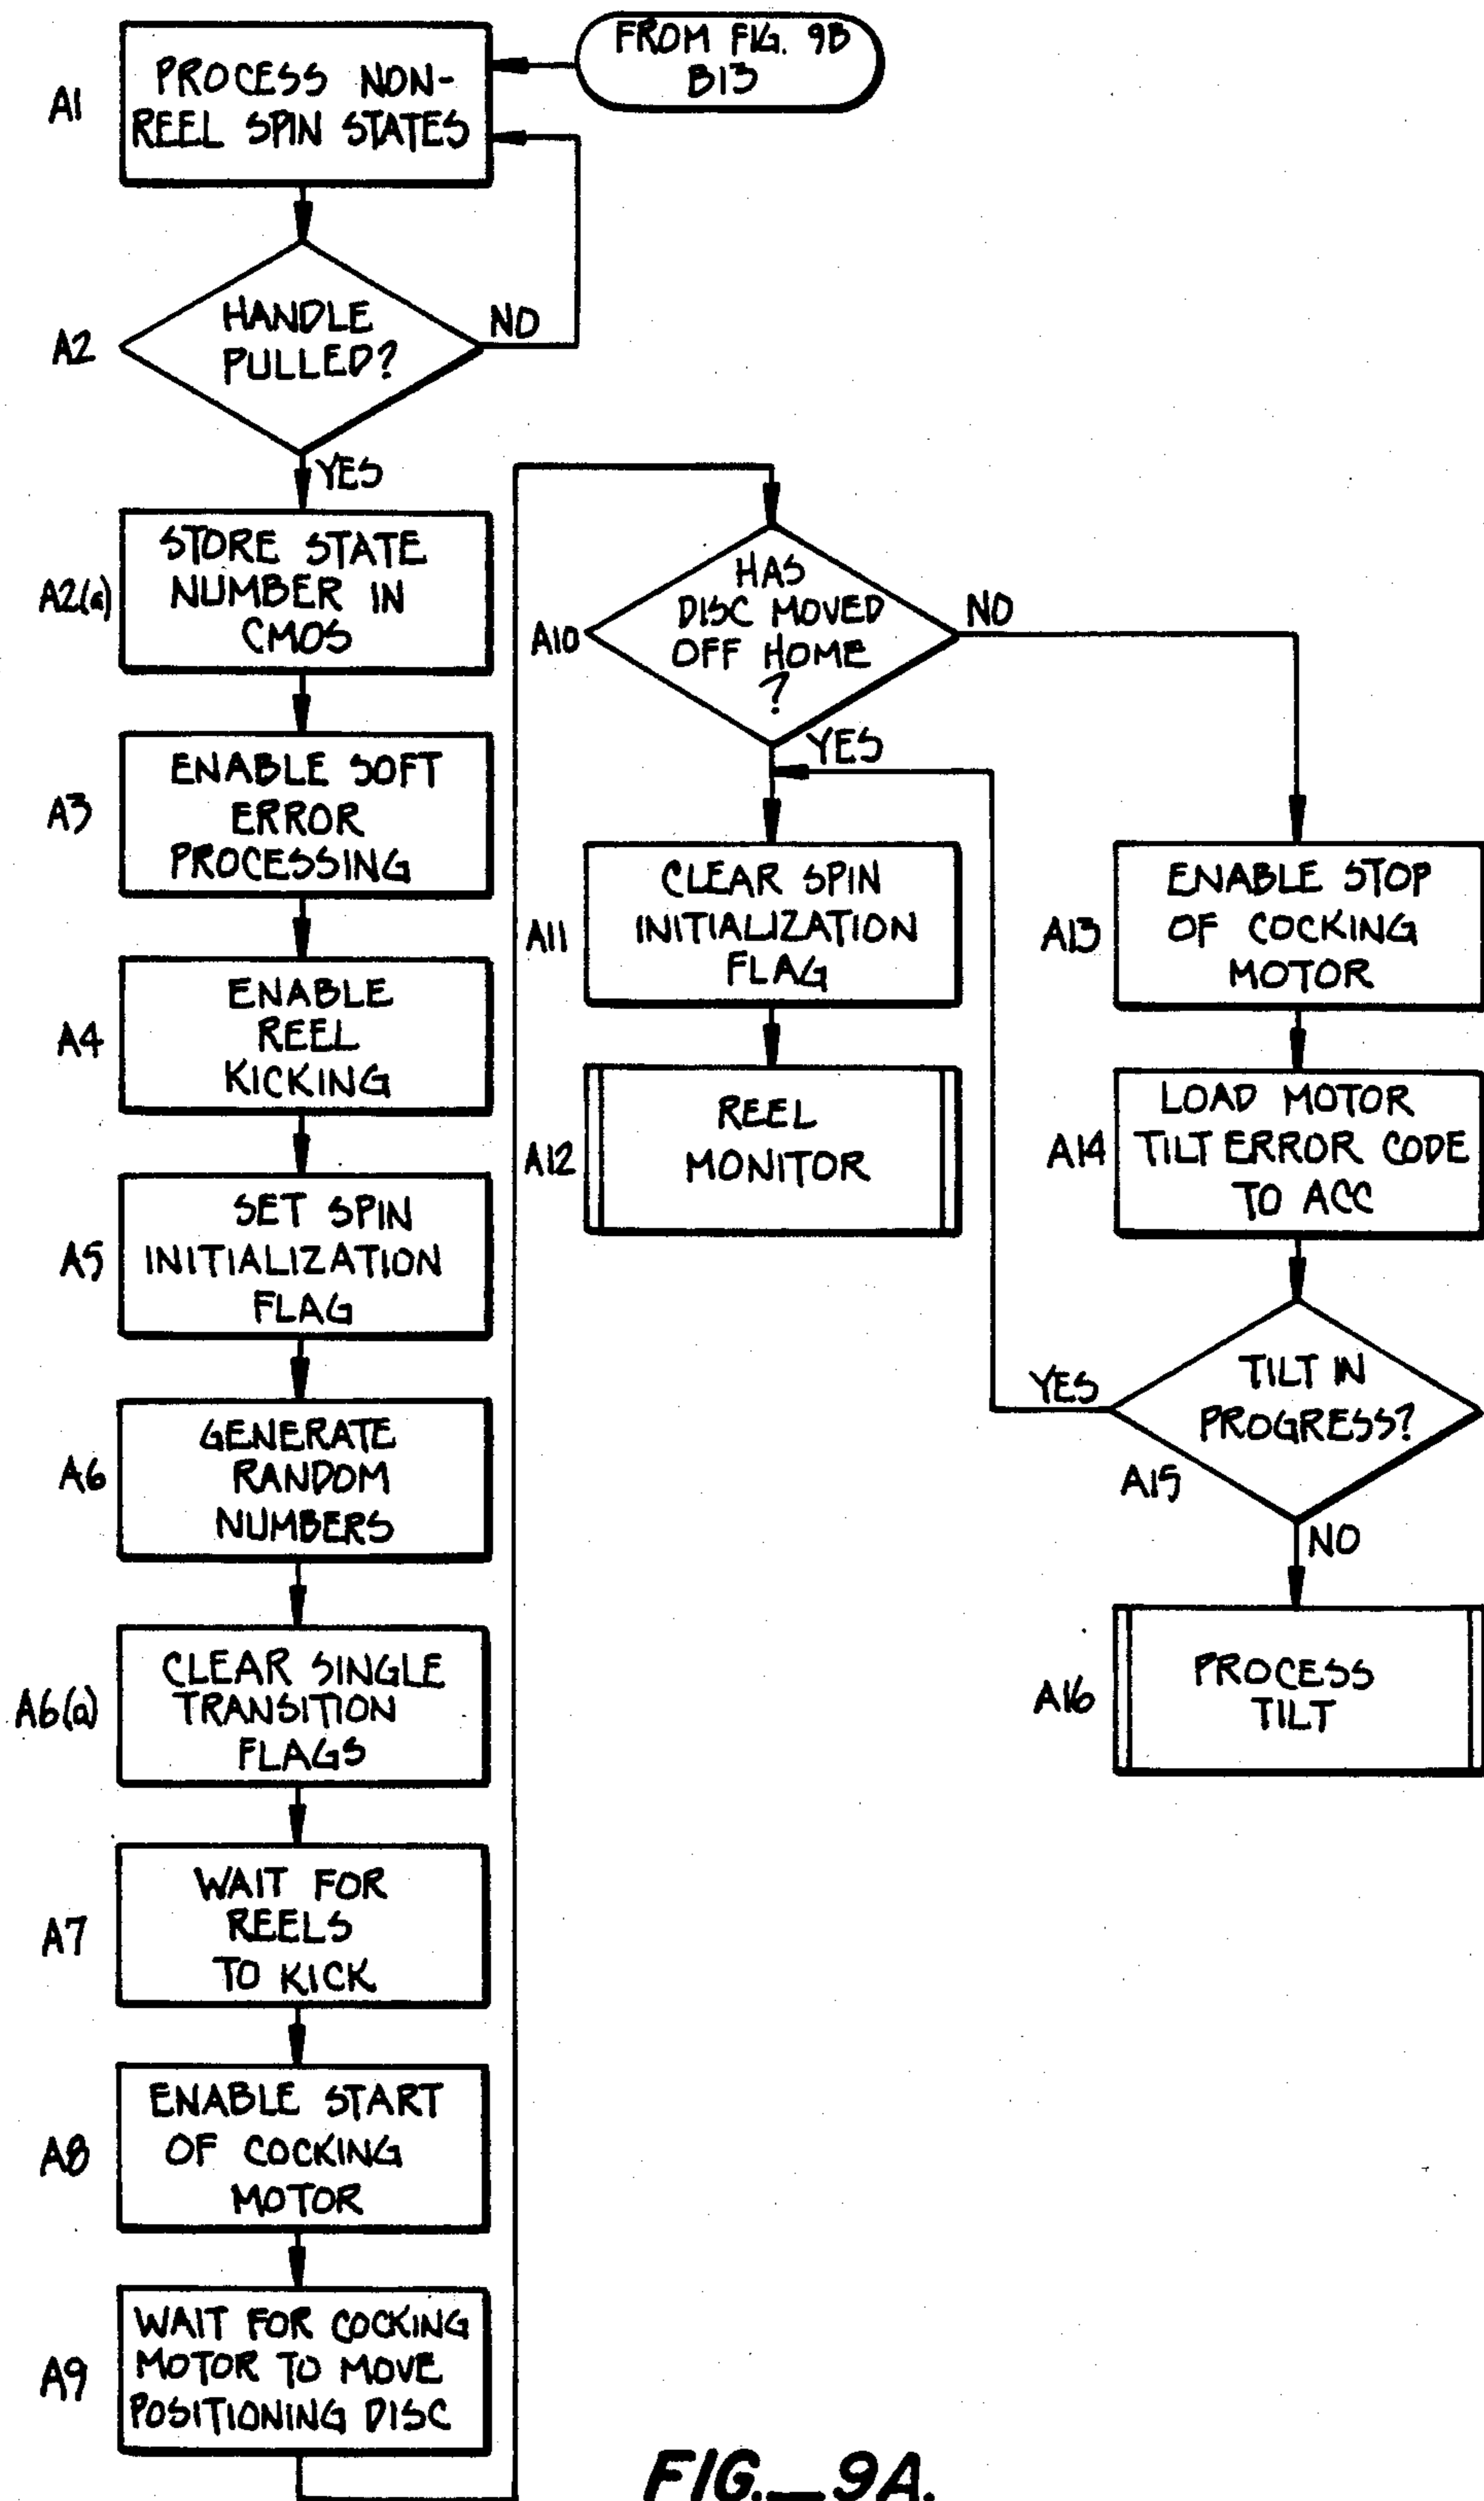 FROM FIG. 9B
B13
A1
PROCESS NON-
REEL SPIN STATES
A2
HANDLE
PULLED?
NO
YES
A2(a)
STORE STATE
NUMBER IN
CMOS
A3
ENABLE SOFT
ERROR
PROCESSING
A4
ENABLE
REEL
KICKING
A5
SET SPIN
INITIALIZATION
FLAG
A6
GENERATE
RANDOM
NUMBERS
A6(a)
CLEAR SINGLE
TRANSITION
FLAGS
A7
WAIT FOR
REELS
TO KICK
A8
ENABLE START
OF COCKING
MOTOR
A9
WAIT FOR COCKING
MOTOR TO MOVE
POSITIONING DISC
A10
HAS
DISC MOVED
OFF HOME
?
NO
YES
A11
CLEAR SPIN
INITIALIZATION
FLAG
A12
REEL
MONITOR
A13
ENABLE STOP
OF COCKING
MOTOR
A14
LOAD MOTOR
TILT ERROR CODE
TO ACC
A15
TILT IN
PROGRESS?
YES
NO
A16
PROCESS
TILT
FIG._9A.